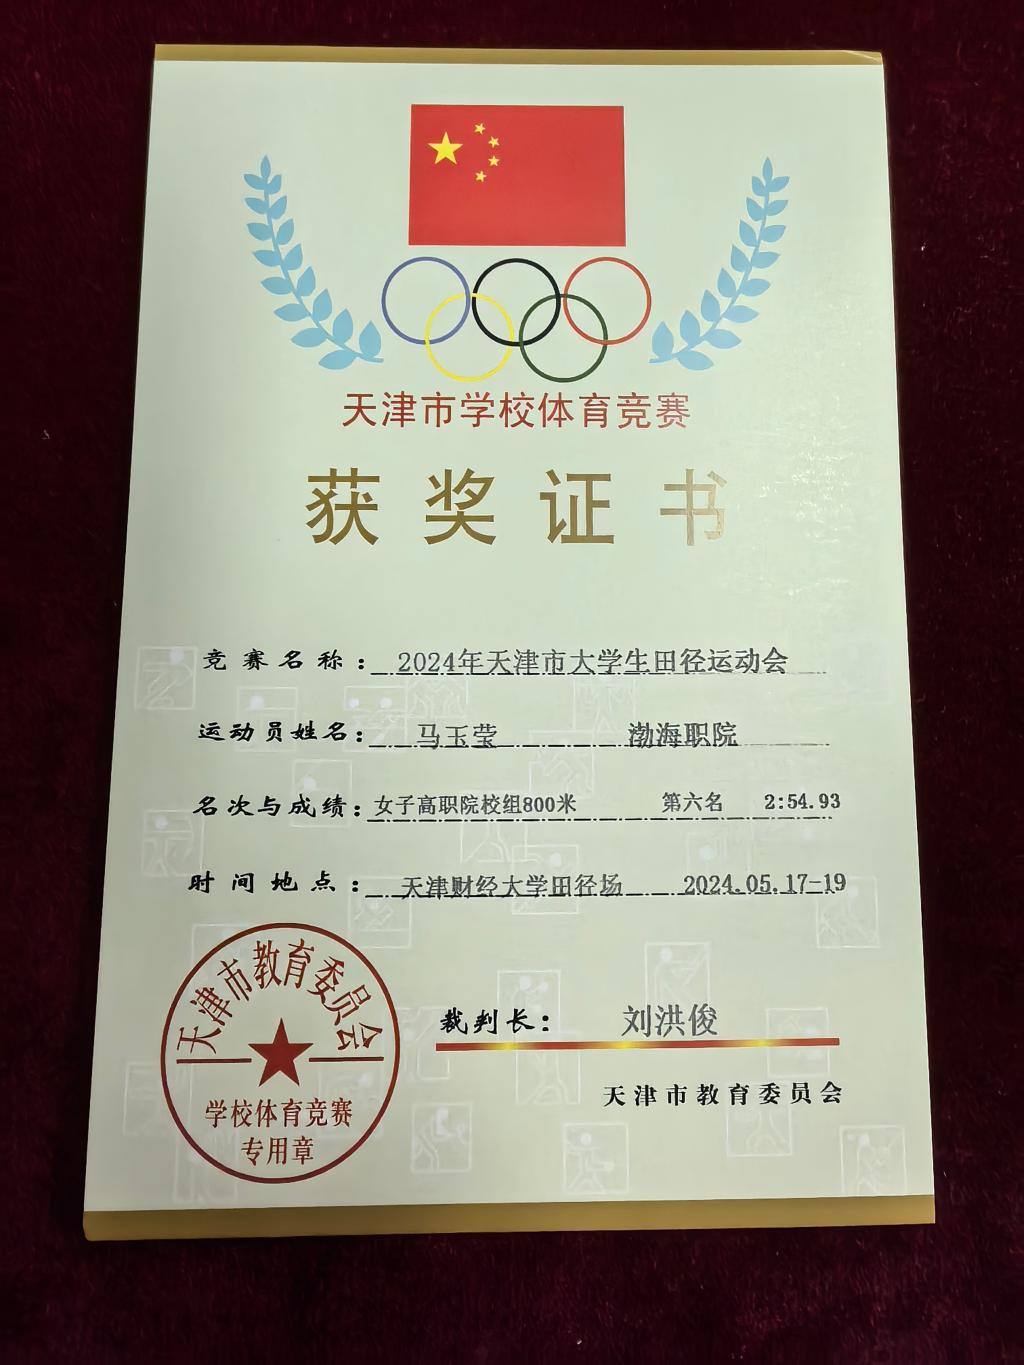 天津市学校体育竞赛
获奖证书
竞赛名称：2024年天津市大学生田径运动会
运动员姓名：马玉莹 渤海职院
名次与成绩：女子高职院校组800米 第六名 2:54.93
时间地点：天津财经大学田径场 2024.05.17-19
天津市教育委员会
学校体育竞赛
专用章
裁判长：刘洪俊
天津市教育委员会